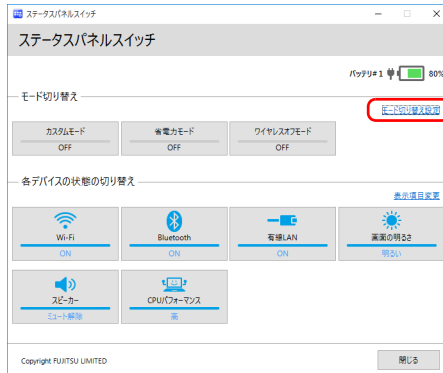 ステータスパネルスイッチ
ステータスパネルスイッチ
バッテリ#1 80%
モード切り替え
モード切り替え設定
カスタムモード 省電力モード ワイヤレスオフモード
OFF OFF OFF
各デバイスの状態の切り替え
表示項目変更
Wi-Fi Bluetooth 有線LAN 画面の明るさ
ON ON ON 明るい
スピーカー CPUパフォーマンス
ミュート解除 高
Copyright FUJITSU LIMITED 閉じる